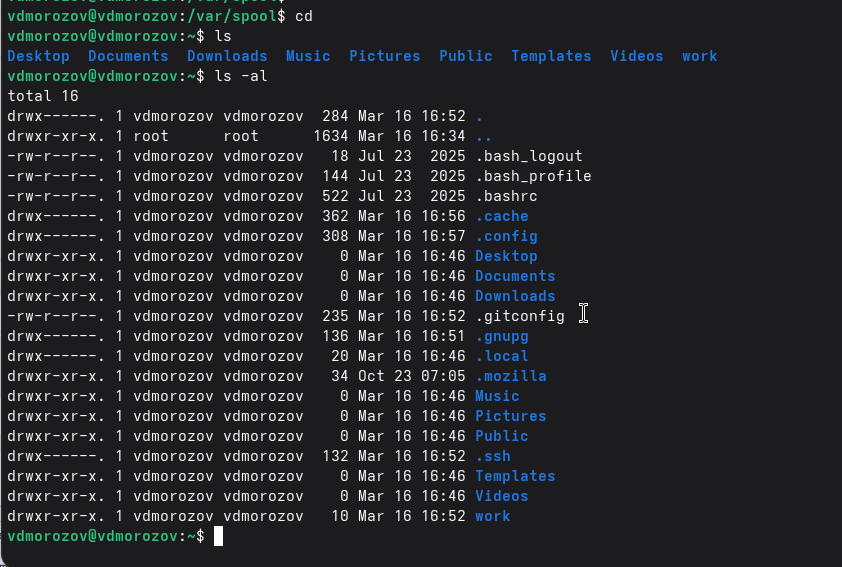 vdmorozov@vdmorozov:/var/spool$ cd
vdmorozov@vdmorozov:~$ ls
Desktop  Documents  Downloads  Music  Pictures  Public  Templates  Videos  work
vdmorozov@vdmorozov:~$ ls -al
total 16
drwx------. 1 vdmorozov vdmorozov  284 Mar 16 16:52 .
drwxr-xr-x. 1 root      root      1634 Mar 16 16:34 ..
-rw-r--r--. 1 vdmorozov vdmorozov   18 Jul 23  2025 .bash_logout
-rw-r--r--. 1 vdmorozov vdmorozov  144 Jul 23  2025 .bash_profile
-rw-r--r--. 1 vdmorozov vdmorozov  522 Jul 23  2025 .bashrc
drwx------. 1 vdmorozov vdmorozov  362 Mar 16 16:56 .cache
drwx------. 1 vdmorozov vdmorozov  308 Mar 16 16:57 .config
drwxr-xr-x. 1 vdmorozov vdmorozov    0 Mar 16 16:46 Desktop
drwxr-xr-x. 1 vdmorozov vdmorozov    0 Mar 16 16:46 Documents
drwxr-xr-x. 1 vdmorozov vdmorozov    0 Mar 16 16:46 Downloads
-rw-r--r--. 1 vdmorozov vdmorozov  235 Mar 16 16:52 .gitconfig
drwx------. 1 vdmorozov vdmorozov  136 Mar 16 16:51 .gnupg
drwx------. 1 vdmorozov vdmorozov   20 Mar 16 16:46 .local
drwxr-xr-x. 1 vdmorozov vdmorozov   34 Oct 23 07:05 .mozilla
drwxr-xr-x. 1 vdmorozov vdmorozov    0 Mar 16 16:46 Music
drwxr-xr-x. 1 vdmorozov vdmorozov    0 Mar 16 16:46 Pictures
drwxr-xr-x. 1 vdmorozov vdmorozov    0 Mar 16 16:46 Public
drwx------. 1 vdmorozov vdmorozov  132 Mar 16 16:52 .ssh
drwxr-xr-x. 1 vdmorozov vdmorozov    0 Mar 16 16:46 Templates
drwxr-xr-x. 1 vdmorozov vdmorozov    0 Mar 16 16:46 Videos
drwxr-xr-x. 1 vdmorozov vdmorozov   10 Mar 16 16:52 work
vdmorozov@vdmorozov:~$